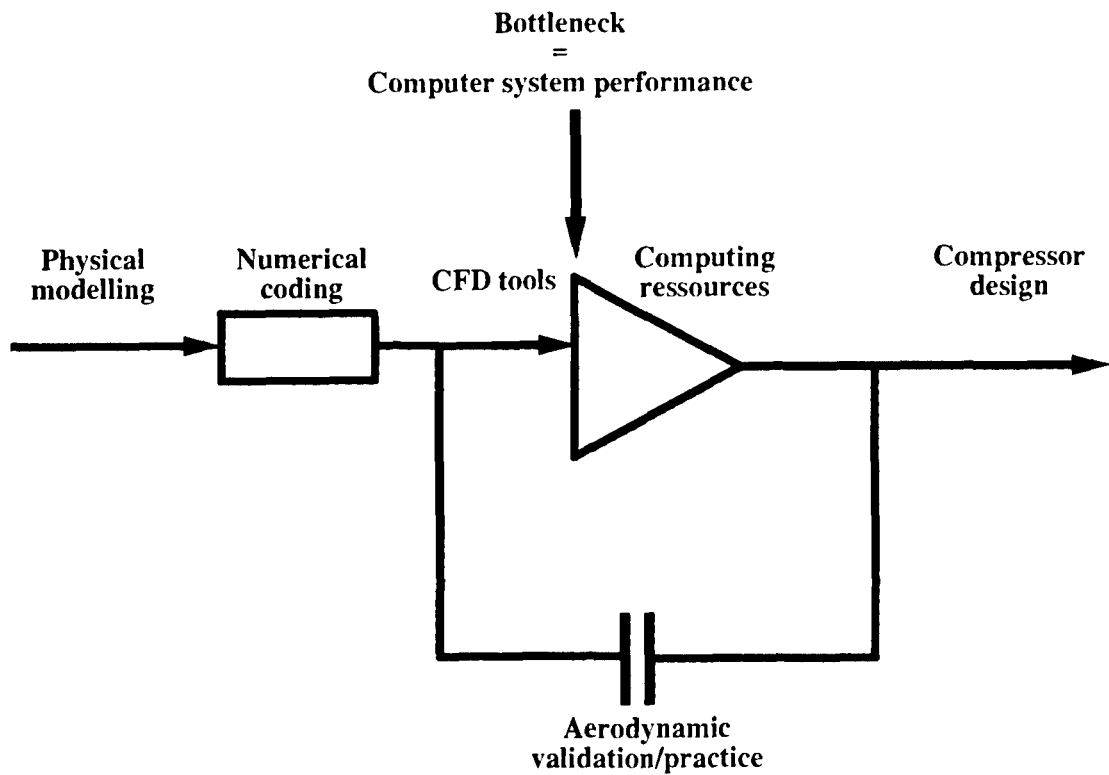 Bottleneck
=
Computer system performance
Physical
modelling
Numerical
coding
CFD tools
Computing
ressources
Compressor
design
Aerodynamic
validation/practice